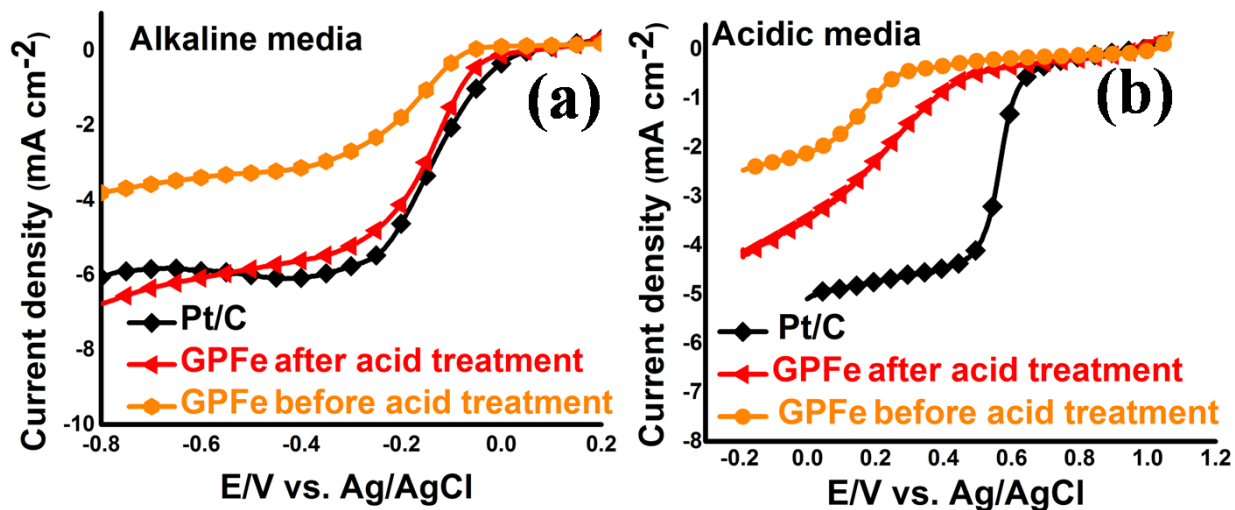 Alkaline media
(a)
Current density (mA cm-2)
0
-2
-4
-6
-8
-10
Pt/C
GPFe after acid treatment
GPFe before acid treatment
-0.8 -0.6 -0.4 -0.2 0.0 0.2
E/V vs. Ag/AgCl
Acidic media
(b)
Current density (mA cm-2)
0
-1
-2
-3
-4
-5
-6
-7
-8
Pt/C
GPFe after acid treatment
GPFe before acid treatment
-0.2 0.0 0.2 0.4 0.6 0.8 1.0 1.2
E/V vs. Ag/AgCl